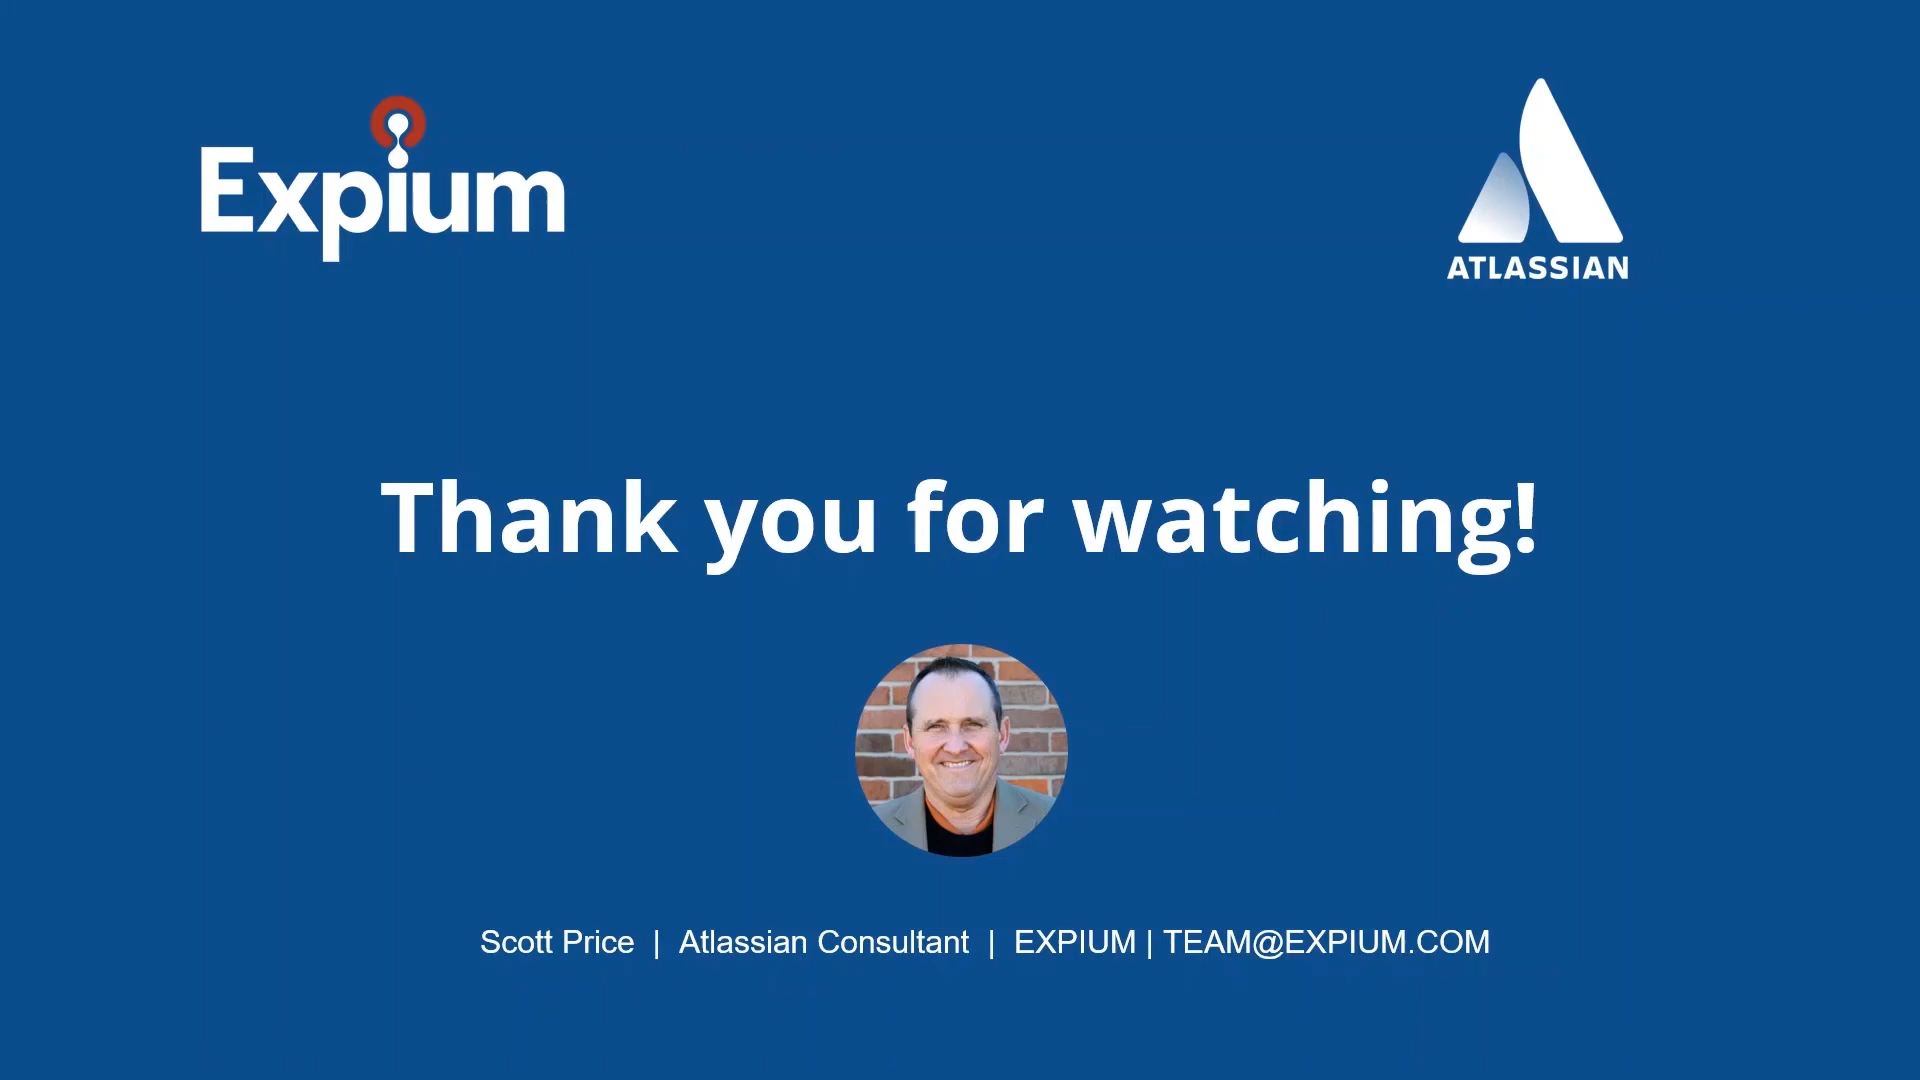 Expium
ATLASSIAN
Thank you for watching!
Scott Price | Atlassian Consultant | EXPIUM | TEAM@EXPIUM.COM